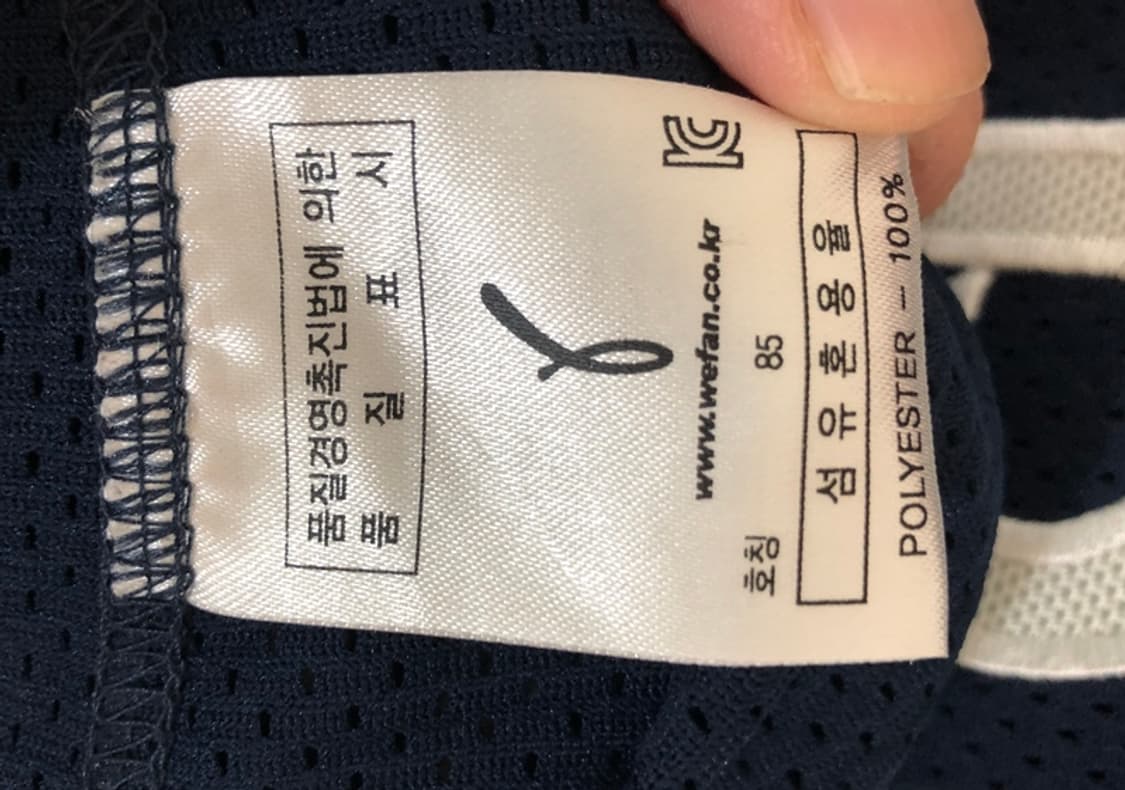 품질경영촉진법에 의한
품 질 표 시
www.wefan.co.kr
호칭 85
섬 유 혼 용 율
POLYESTER - 100%